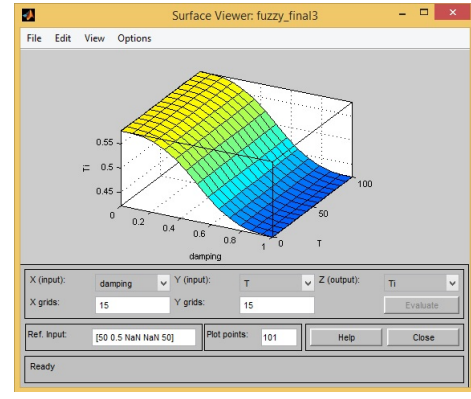 Surface Viewer: fuzzy_final3
File Edit View Options
0.55
0.5
0.45
Ti
0 0.2 0.4 0.6 0.8 1
damping
0 50 100
T
X (input): damping Y (input): T Z (output): Ti
X grids: 15 Y grids: 15 Evaluate
Ref. Input: [50 0.5 NaN NaN 50] Plot points: 101 Help Close
Ready